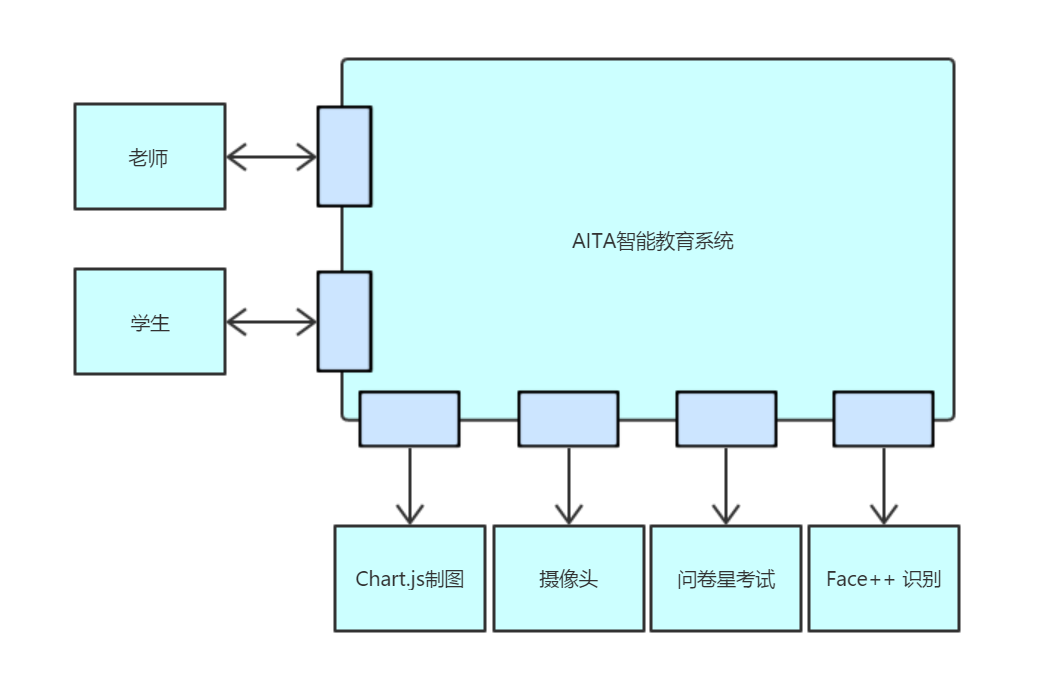 老师
AITA智能教育系统
学生
Chart.js制图
摄像头
问卷星考试
Face++ 识别